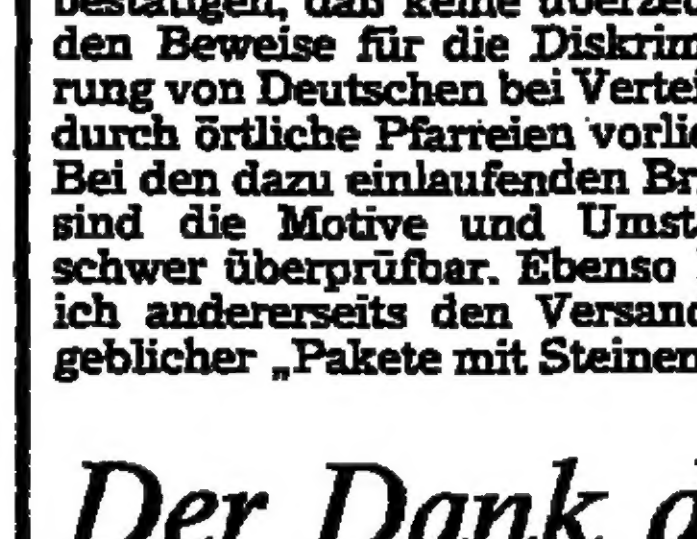 bestätigen, daß keine überzeu
den Beweise für die Diskrim
rung von Deutschen bei Vertei
durch örtliche Pfarreien vorlie
Bei den dazu einlaufenden Br
sind die Motive und Umst
schwer überprüfbar. Ebenso
ich andererseits den Versand
geblicher „Pakete mit Steinen
Der Dank d